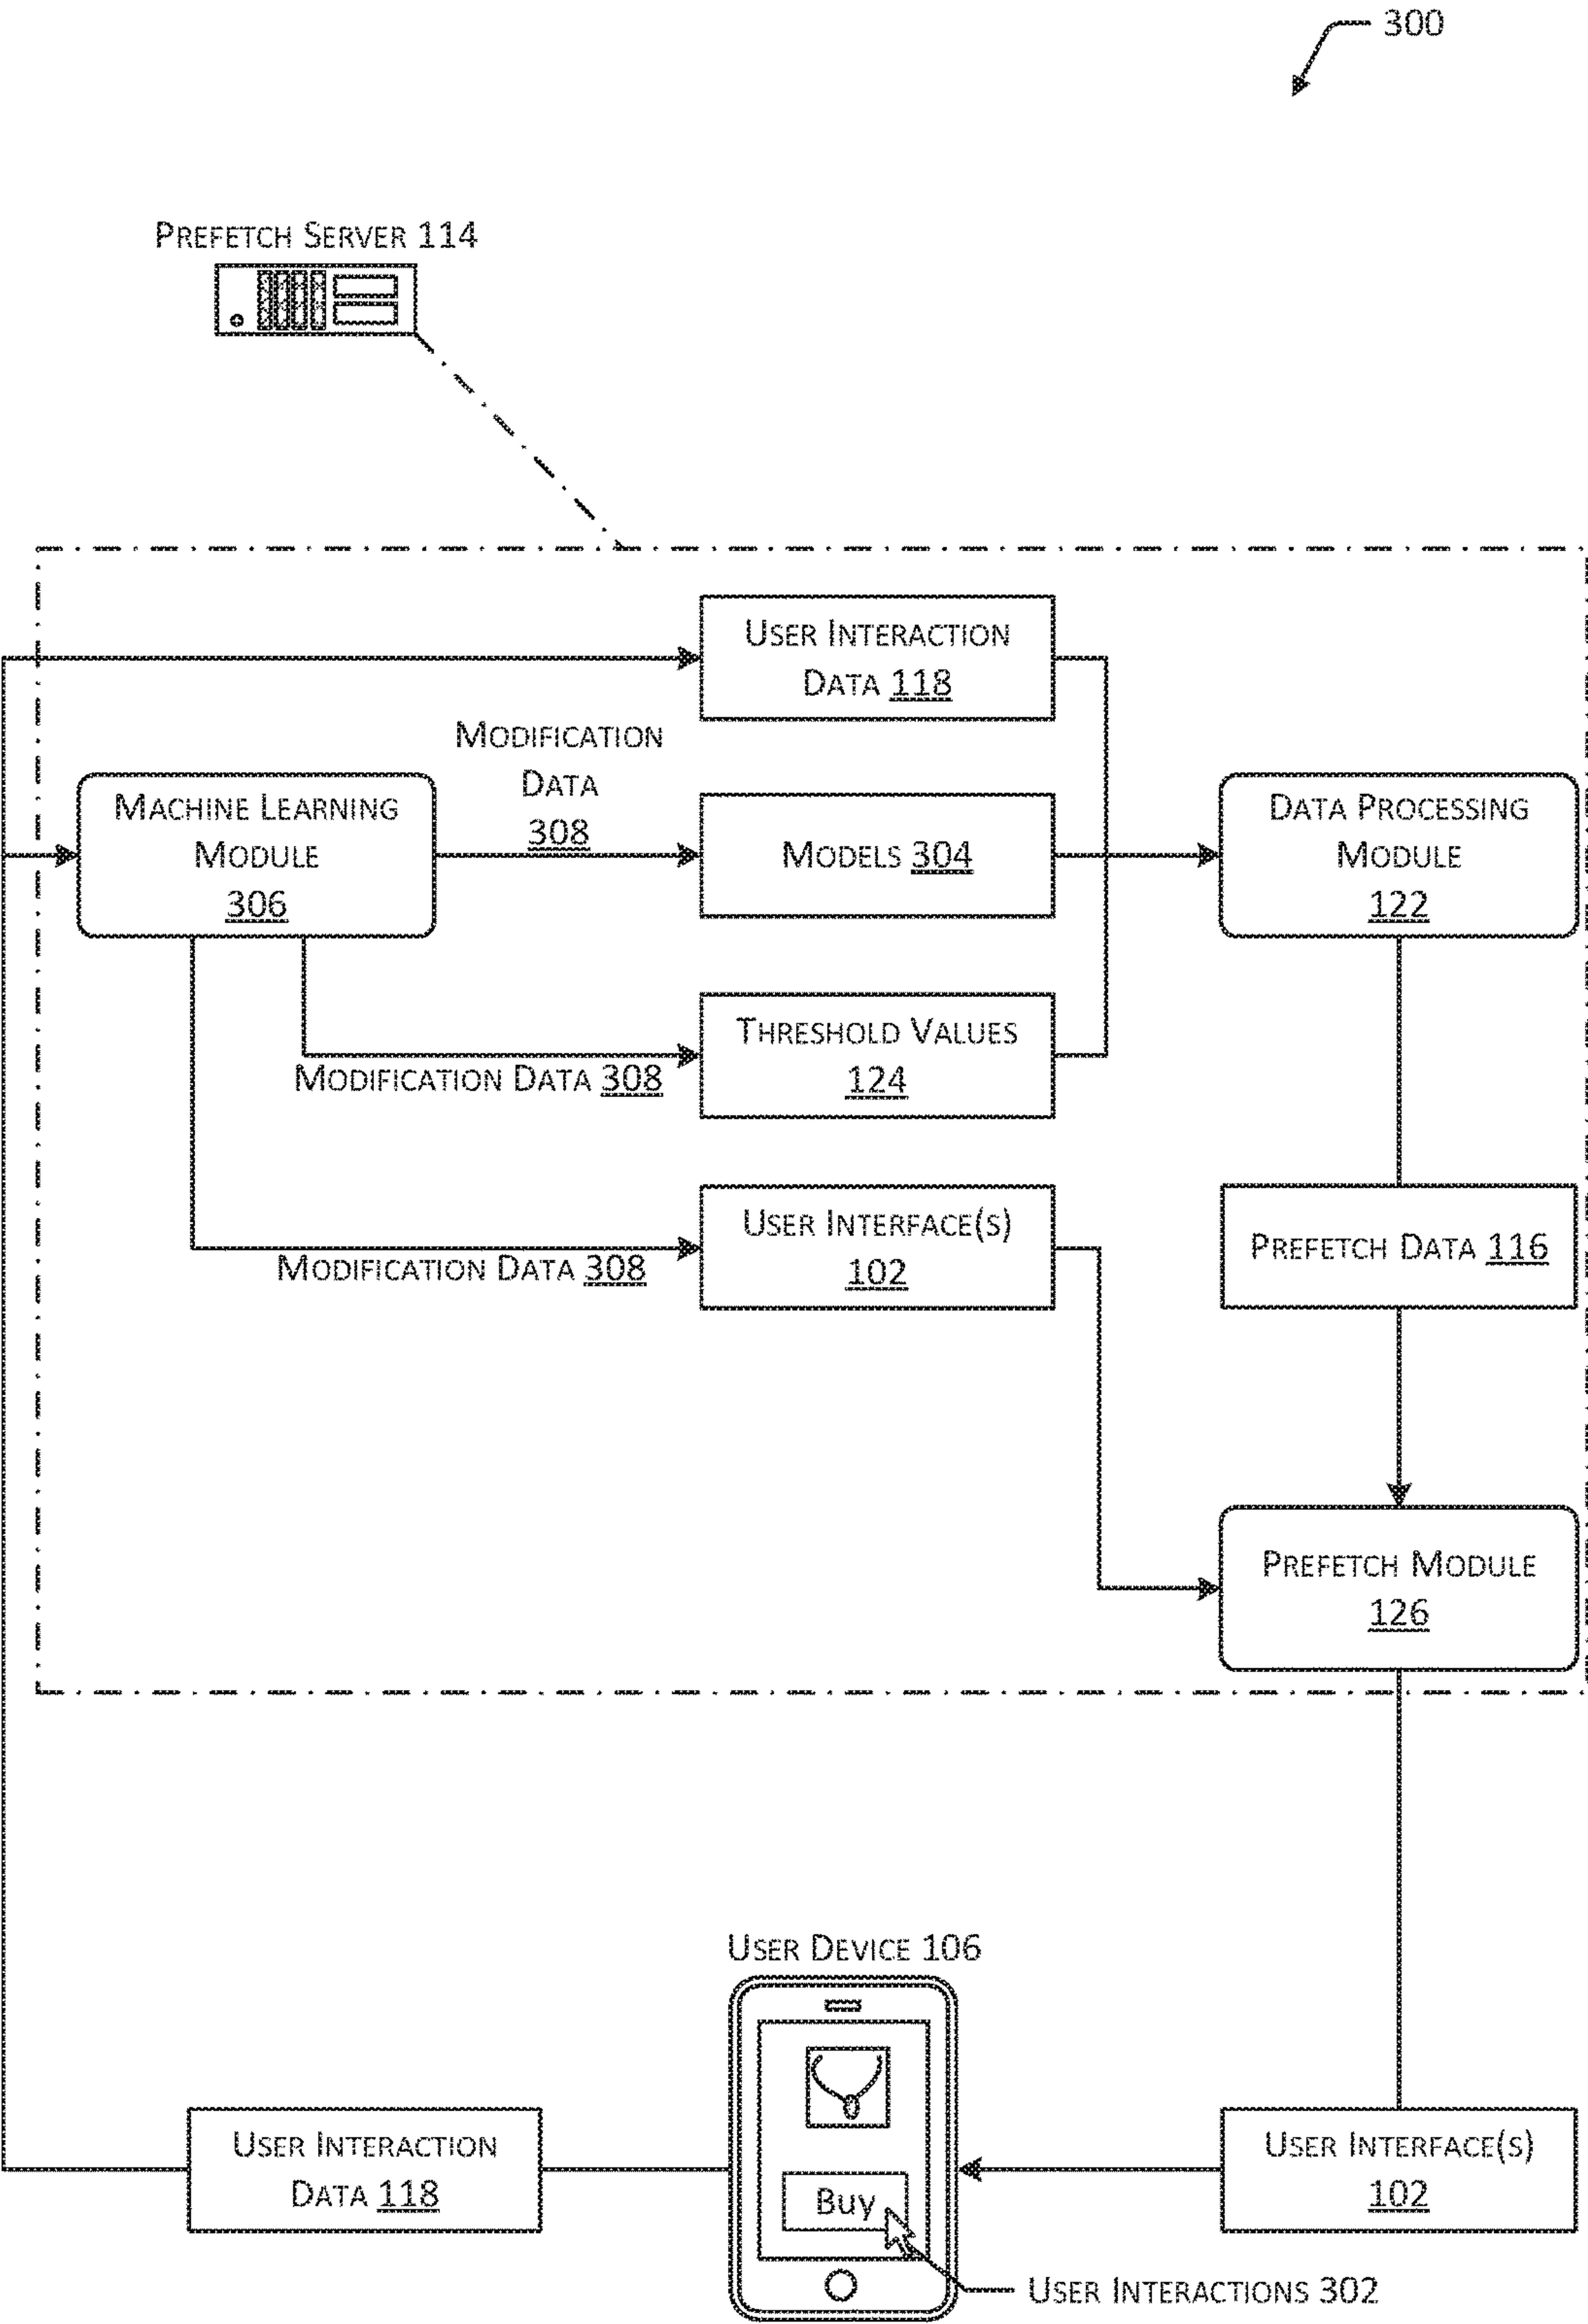 300
PREFETCH SERVER 114
USER INTERACTION
DATA 118
MODIFICATION
DATA
308
MACHINE LEARNING
MODULE
306
MODELS 304
DATA PROCESSING
MODULE
122
THRESHOLD VALUES
124
MODIFICATION DATA 308
USER INTERFACE(S)
102
MODIFICATION DATA 308
PREFETCH DATA 116
PREFETCH MODULE
126
USER DEVICE 106
USER INTERACTION
DATA 118
Buy
USER INTERFACE(S)
102
USER INTERACTIONS 302